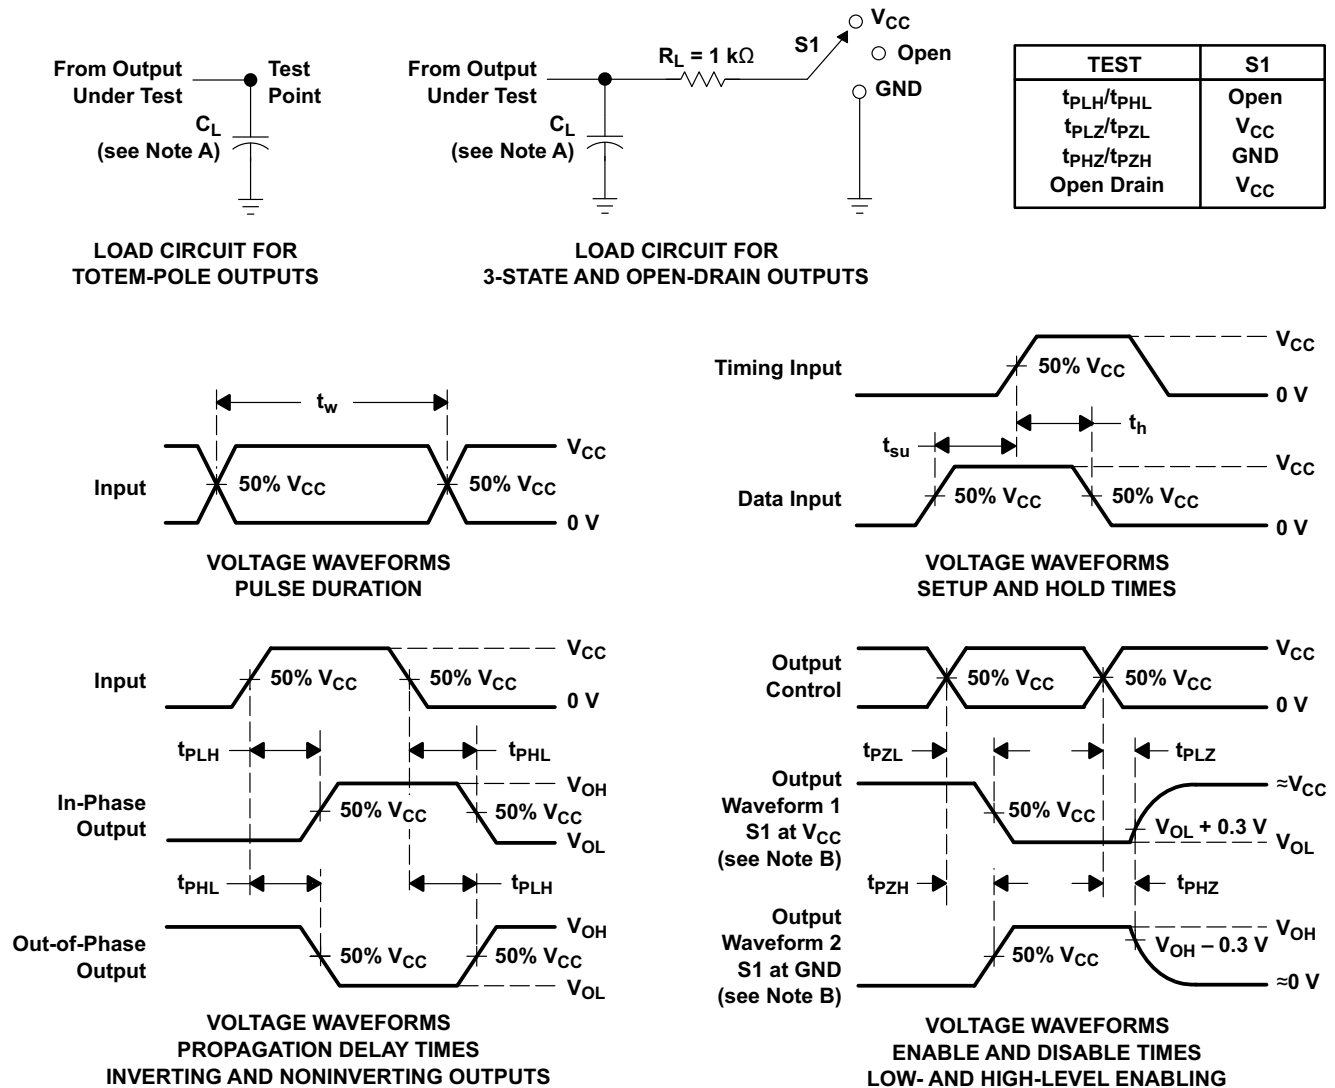 From Output
Under Test
Test
Point
C_L
(see Note A)
LOAD CIRCUIT FOR
TOTEM-POLE OUTPUTS
From Output
Under Test
R_L = 1 kΩ
S1
V_CC
Open
GND
C_L
(see Note A)
LOAD CIRCUIT FOR
3-STATE AND OPEN-DRAIN OUTPUTS
TEST S1
t_PLH/t_PHL Open
t_PLZ/t_PZL V_CC
t_PHZ/t_PZH GND
Open Drain V_CC
t_w
Input
50% V_CC
50% V_CC
V_CC
0 V
VOLTAGE WAVEFORMS
PULSE DURATION
Timing Input
50% V_CC
V_CC
0 V
t_su
t_h
Data Input
50% V_CC
50% V_CC
V_CC
0 V
VOLTAGE WAVEFORMS
SETUP AND HOLD TIMES
Input
50% V_CC
50% V_CC
V_CC
0 V
t_PLH
t_PHL
In-Phase
Output
50% V_CC
50% V_CC
V_OH
V_OL
t_PHL
t_PLH
Out-of-Phase
Output
50% V_CC
50% V_CC
V_OH
V_OL
VOLTAGE WAVEFORMS
PROPAGATION DELAY TIMES
INVERTING AND NONINVERTING OUTPUTS
Output
Control
50% V_CC
50% V_CC
V_CC
0 V
t_PZL
t_PLZ
Output
Waveform 1
S1 at V_CC
(see Note B)
50% V_CC
≈V_CC
V_OL + 0.3 V
V_OL
t_PZH
t_PHZ
Output
Waveform 2
S1 at GND
(see Note B)
50% V_CC
V_OH
V_OH – 0.3 V
≈0 V
VOLTAGE WAVEFORMS
ENABLE AND DISABLE TIMES
LOW- AND HIGH-LEVEL ENABLING